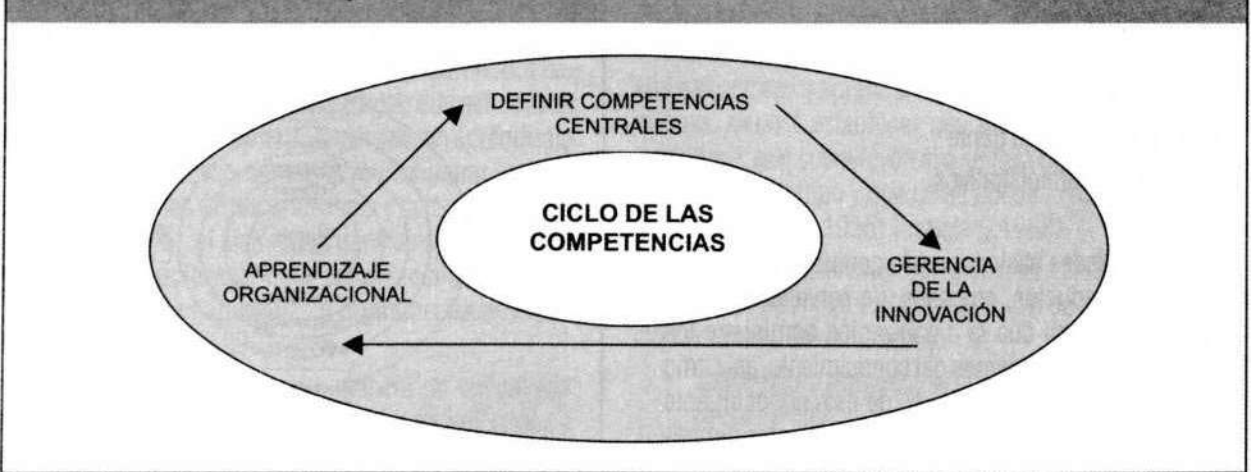 DEFINIR COMPETENCIAS
CENTRALES
CICLO DE LAS
COMPETENCIAS
APRENDIZAJE
ORGANIZACIONAL
GERENCIA
DE LA
INNOVACIÓN